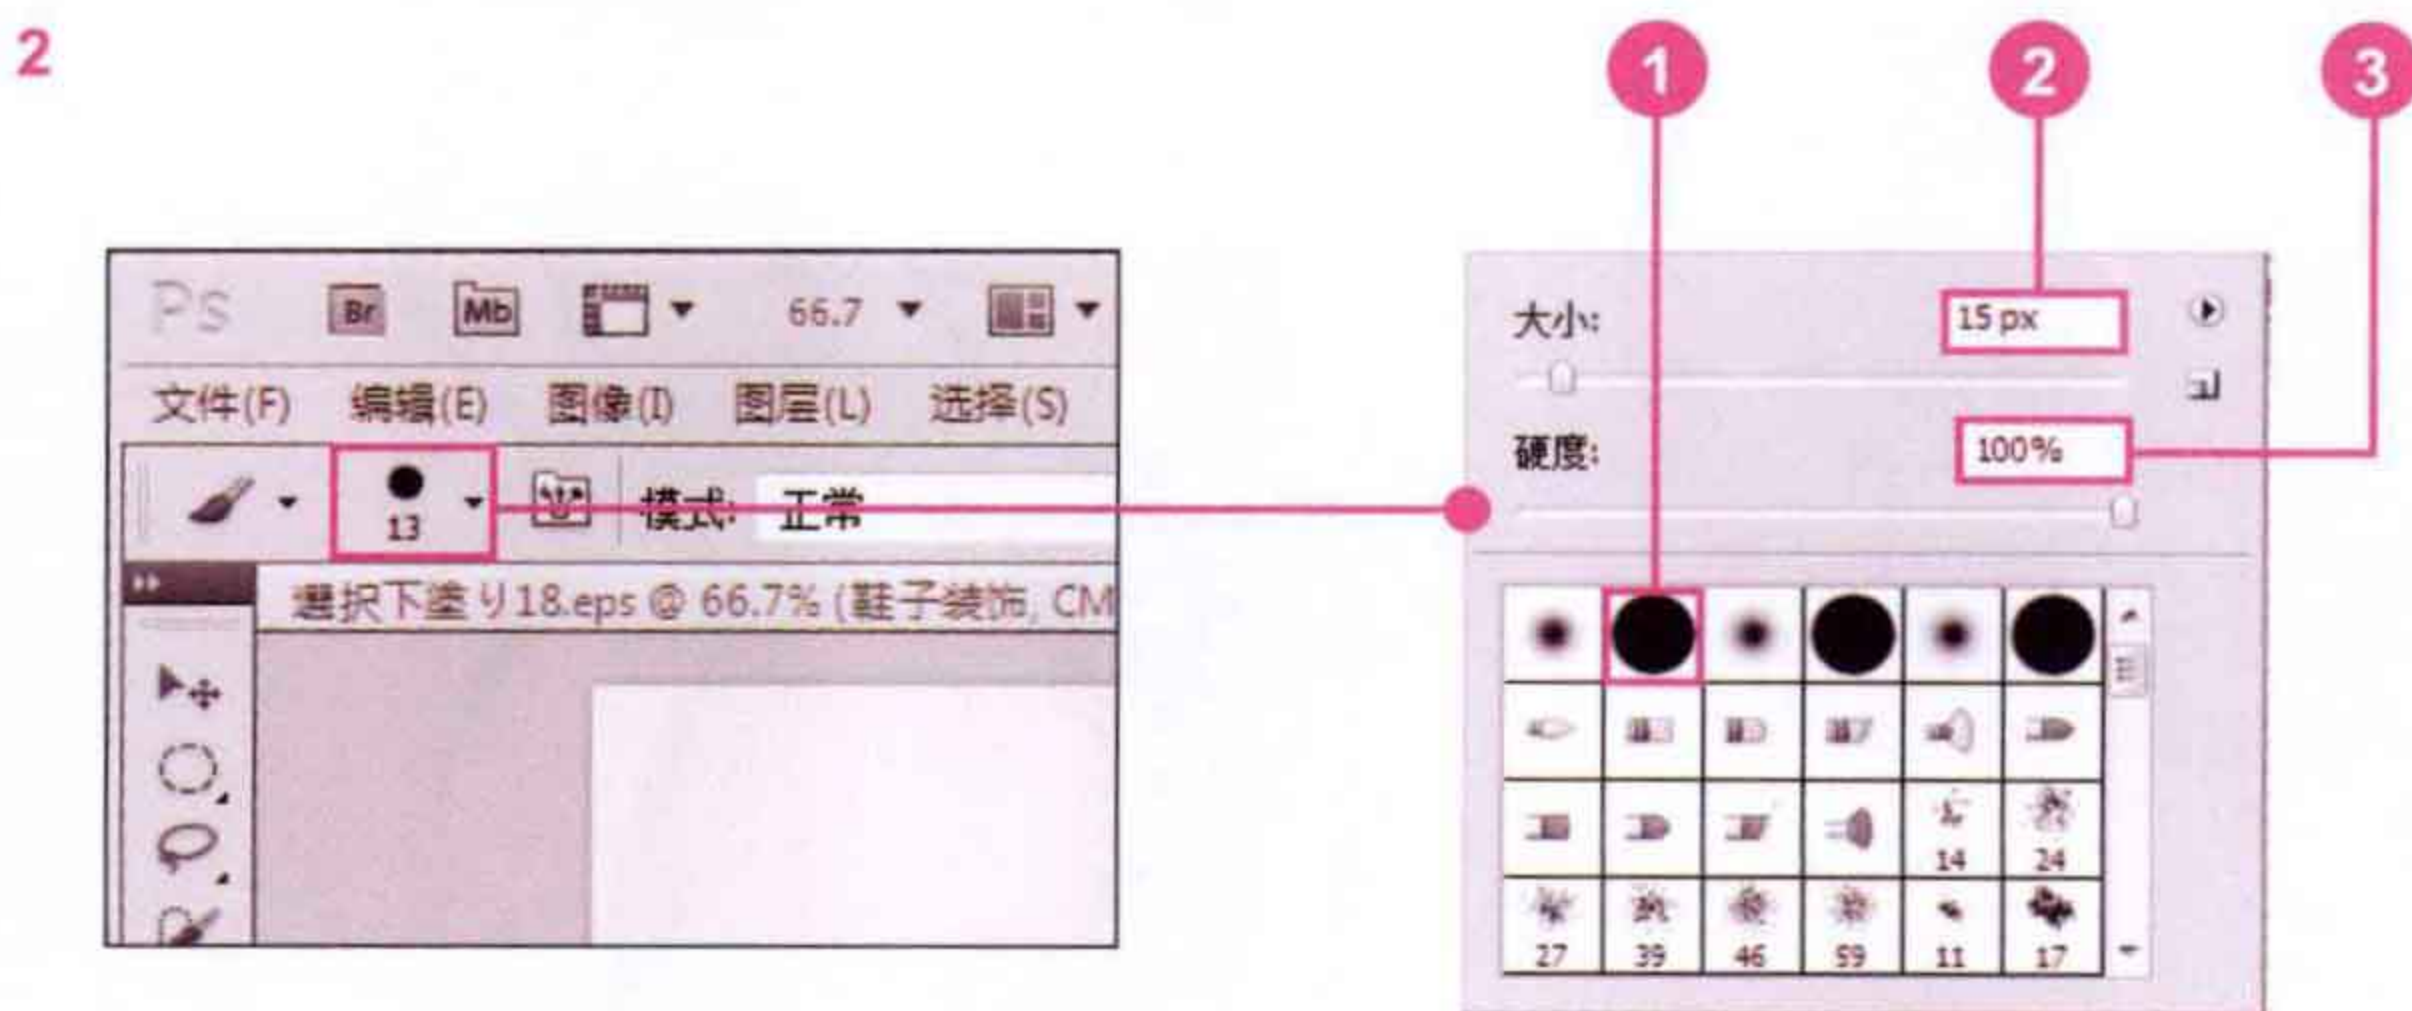 2
1 2 3
Ps Br Mb 66.7
文件(F) 编辑(E) 图像(I) 图层(L) 选择(S)
13 模式: 正常
選択下塗り18.eps @ 66.7% (鞋子装饰, CM
大小: 15 px
硬度: 100%
14 24
27 39 46 59 11 17